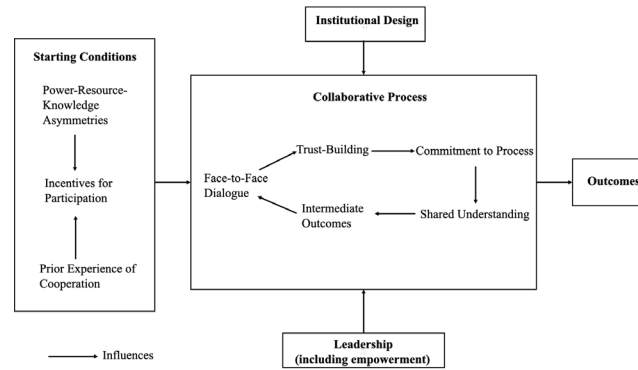 Institutional Design
Starting Conditions
Power-Resource-
Knowledge
Asymmetries
Incentives for
Participation
Prior Experience of
Cooperation
Collaborative Process
Trust-Building
Commitment to Process
Face-to-Face
Dialogue
Intermediate
Outcomes
Shared Understanding
Outcomes
Leadership
(including empowerment)
Influences